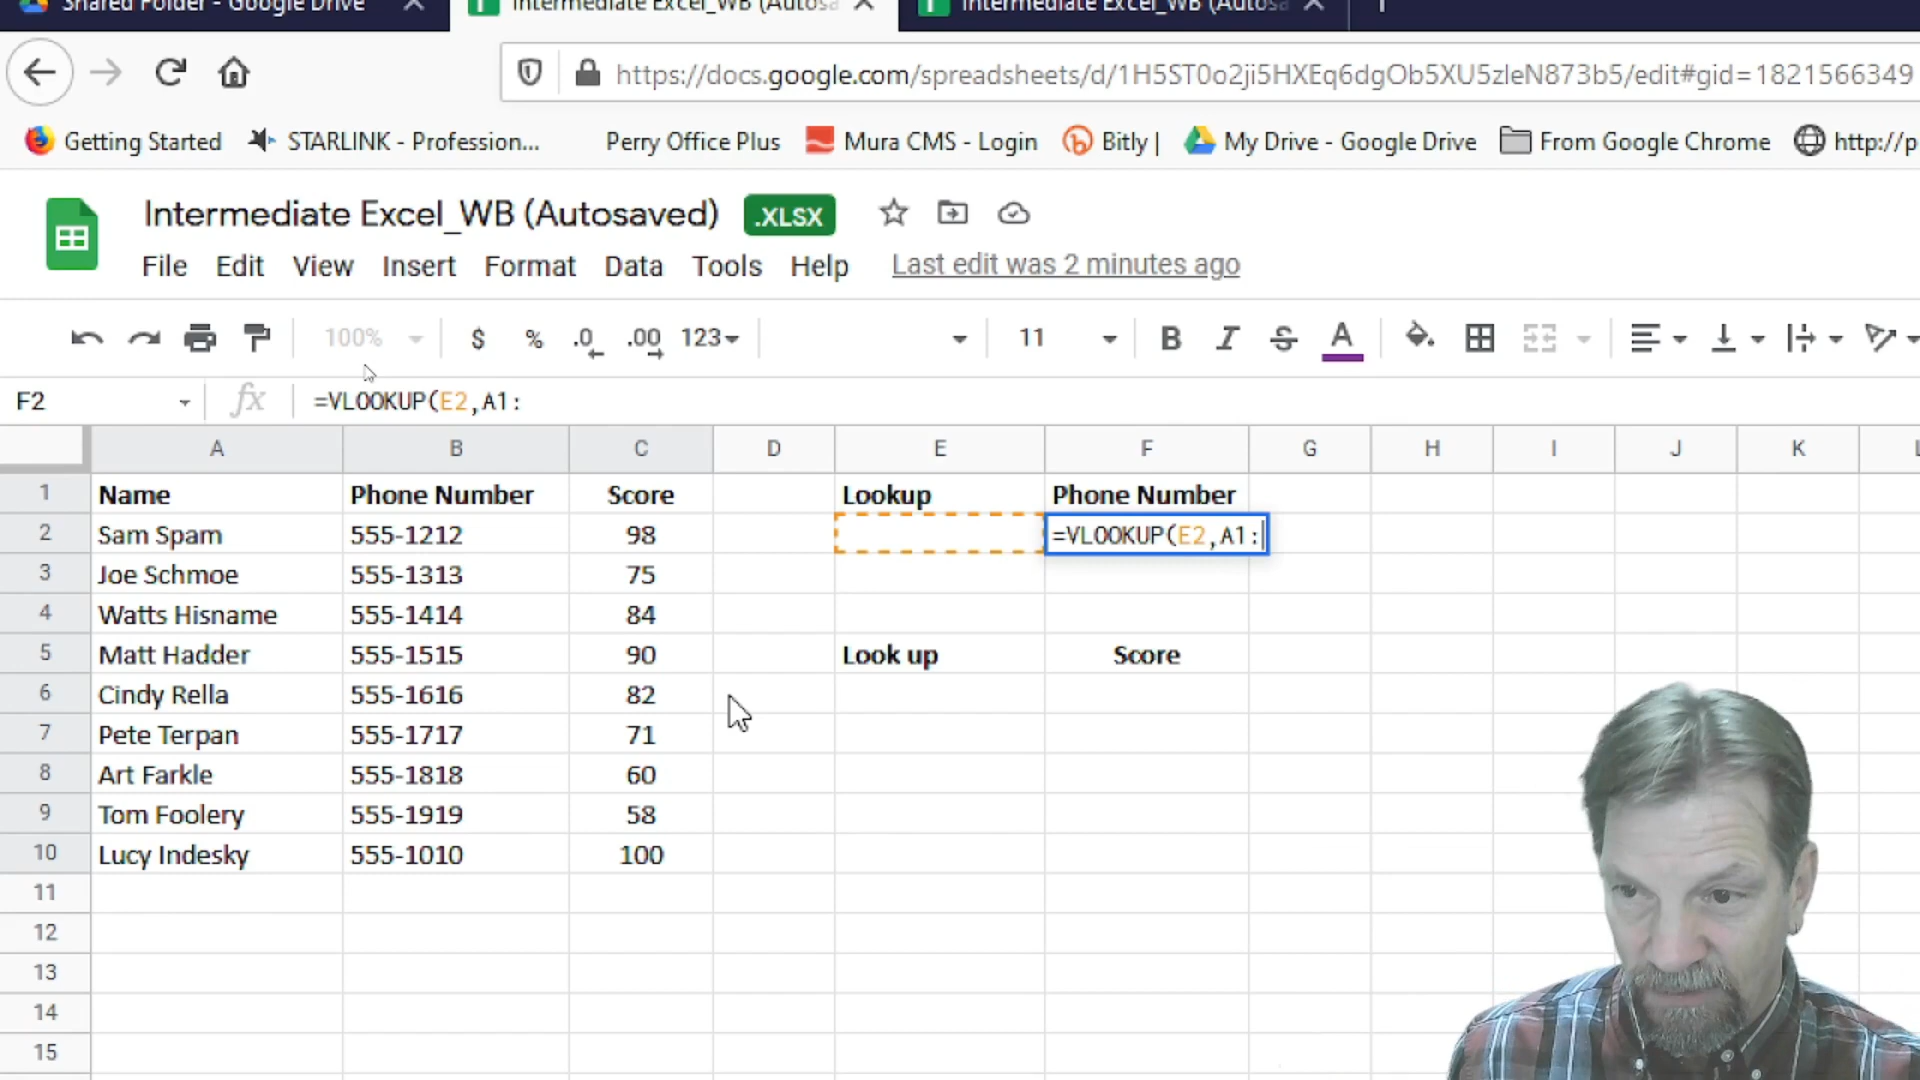 Shared Folder - Google Drive
Intermediate Excel_WB (Autosa
Intermediate Excel_WB (Autosa
https://docs.google.com/spreadsheets/d/1H5ST0o2ji5HXEq6dgOb5XU5zleN873b5/edit#gid=1821566349
Getting Started STARLINK - Profession... Perry Office Plus Mura CMS - Login Bitly | My Drive - Google Drive From Google Chrome http://p
Intermediate Excel_WB (Autosaved) .XLSX
File Edit View Insert Format Data Tools Help Last edit was 2 minutes ago
100% $ % .0 .00 123 11 B I S A
F2 fx =VLOOKUP(E2,A1:
A B C D E F G H I J K L
1 Name Phone Number Score Lookup Phone Number
2 Sam Spam 555-1212 98 =VLOOKUP(E2,A1:
3 Joe Schmoe 555-1313 75
4 Watts Hisname 555-1414 84
5 Matt Hadder 555-1515 90 Look up Score
6 Cindy Rella 555-1616 82
7 Pete Terpan 555-1717 71
8 Art Farkle 555-1818 60
9 Tom Foolery 555-1919 58
10 Lucy Indesky 555-1010 100
11
12
13
14
15